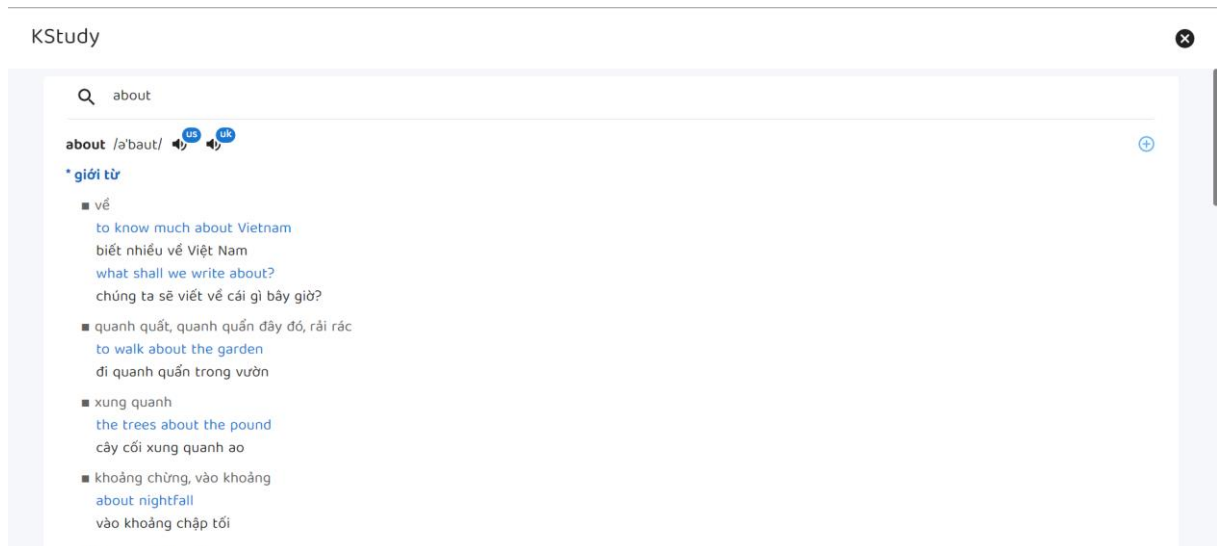 KStudy
about
about /ə'baut/ us uk
* giới từ
■ về
to know much about Vietnam
biết nhiều về Việt Nam
what shall we write about?
chúng ta sẽ viết về cái gì bây giờ?
■ quanh quất, quanh quẩn đây đó, rải rác
to walk about the garden
đi quanh quẩn trong vườn
■ xung quanh
the trees about the pound
cây cối xung quanh ao
■ khoảng chừng, vào khoảng
about nightfall
vào khoảng chập tối